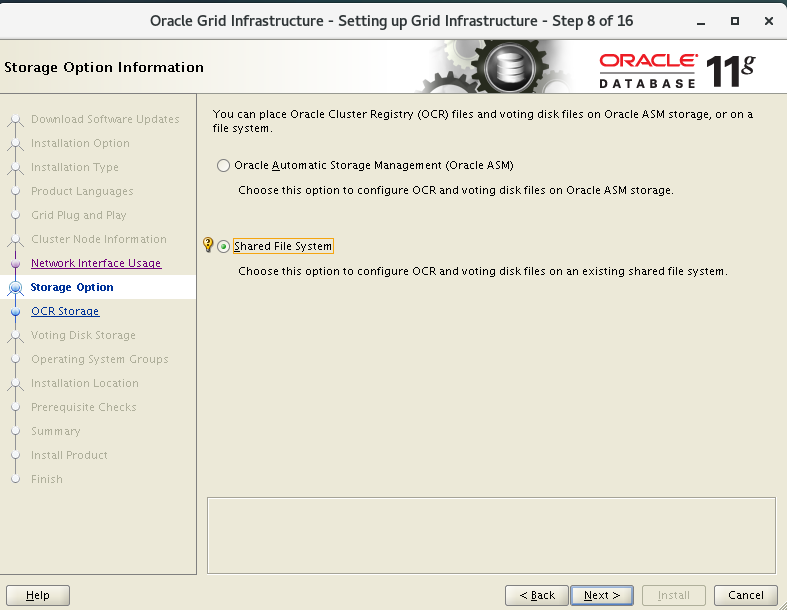 Oracle Grid Infrastructure - Setting up Grid Infrastructure - Step 8 of 16
Storage Option Information
ORACLE
DATABASE
11g
Download Software Updates
Installation Option
Installation Type
Product Languages
Grid Plug and Play
Cluster Node Information
Network Interface Usage
Storage Option
OCR Storage
Voting Disk Storage
Operating System Groups
Installation Location
Prerequisite Checks
Summary
Install Product
Finish
You can place Oracle Cluster Registry (OCR) files and voting disk files on Oracle ASM storage, or on a
file system.
Oracle Automatic Storage Management (Oracle ASM)
Choose this option to configure OCR and voting disk files on Oracle ASM storage.
Shared File System
Choose this option to configure OCR and voting disk files on an existing shared file system.
Help
< Back
Next >
Install
Cancel